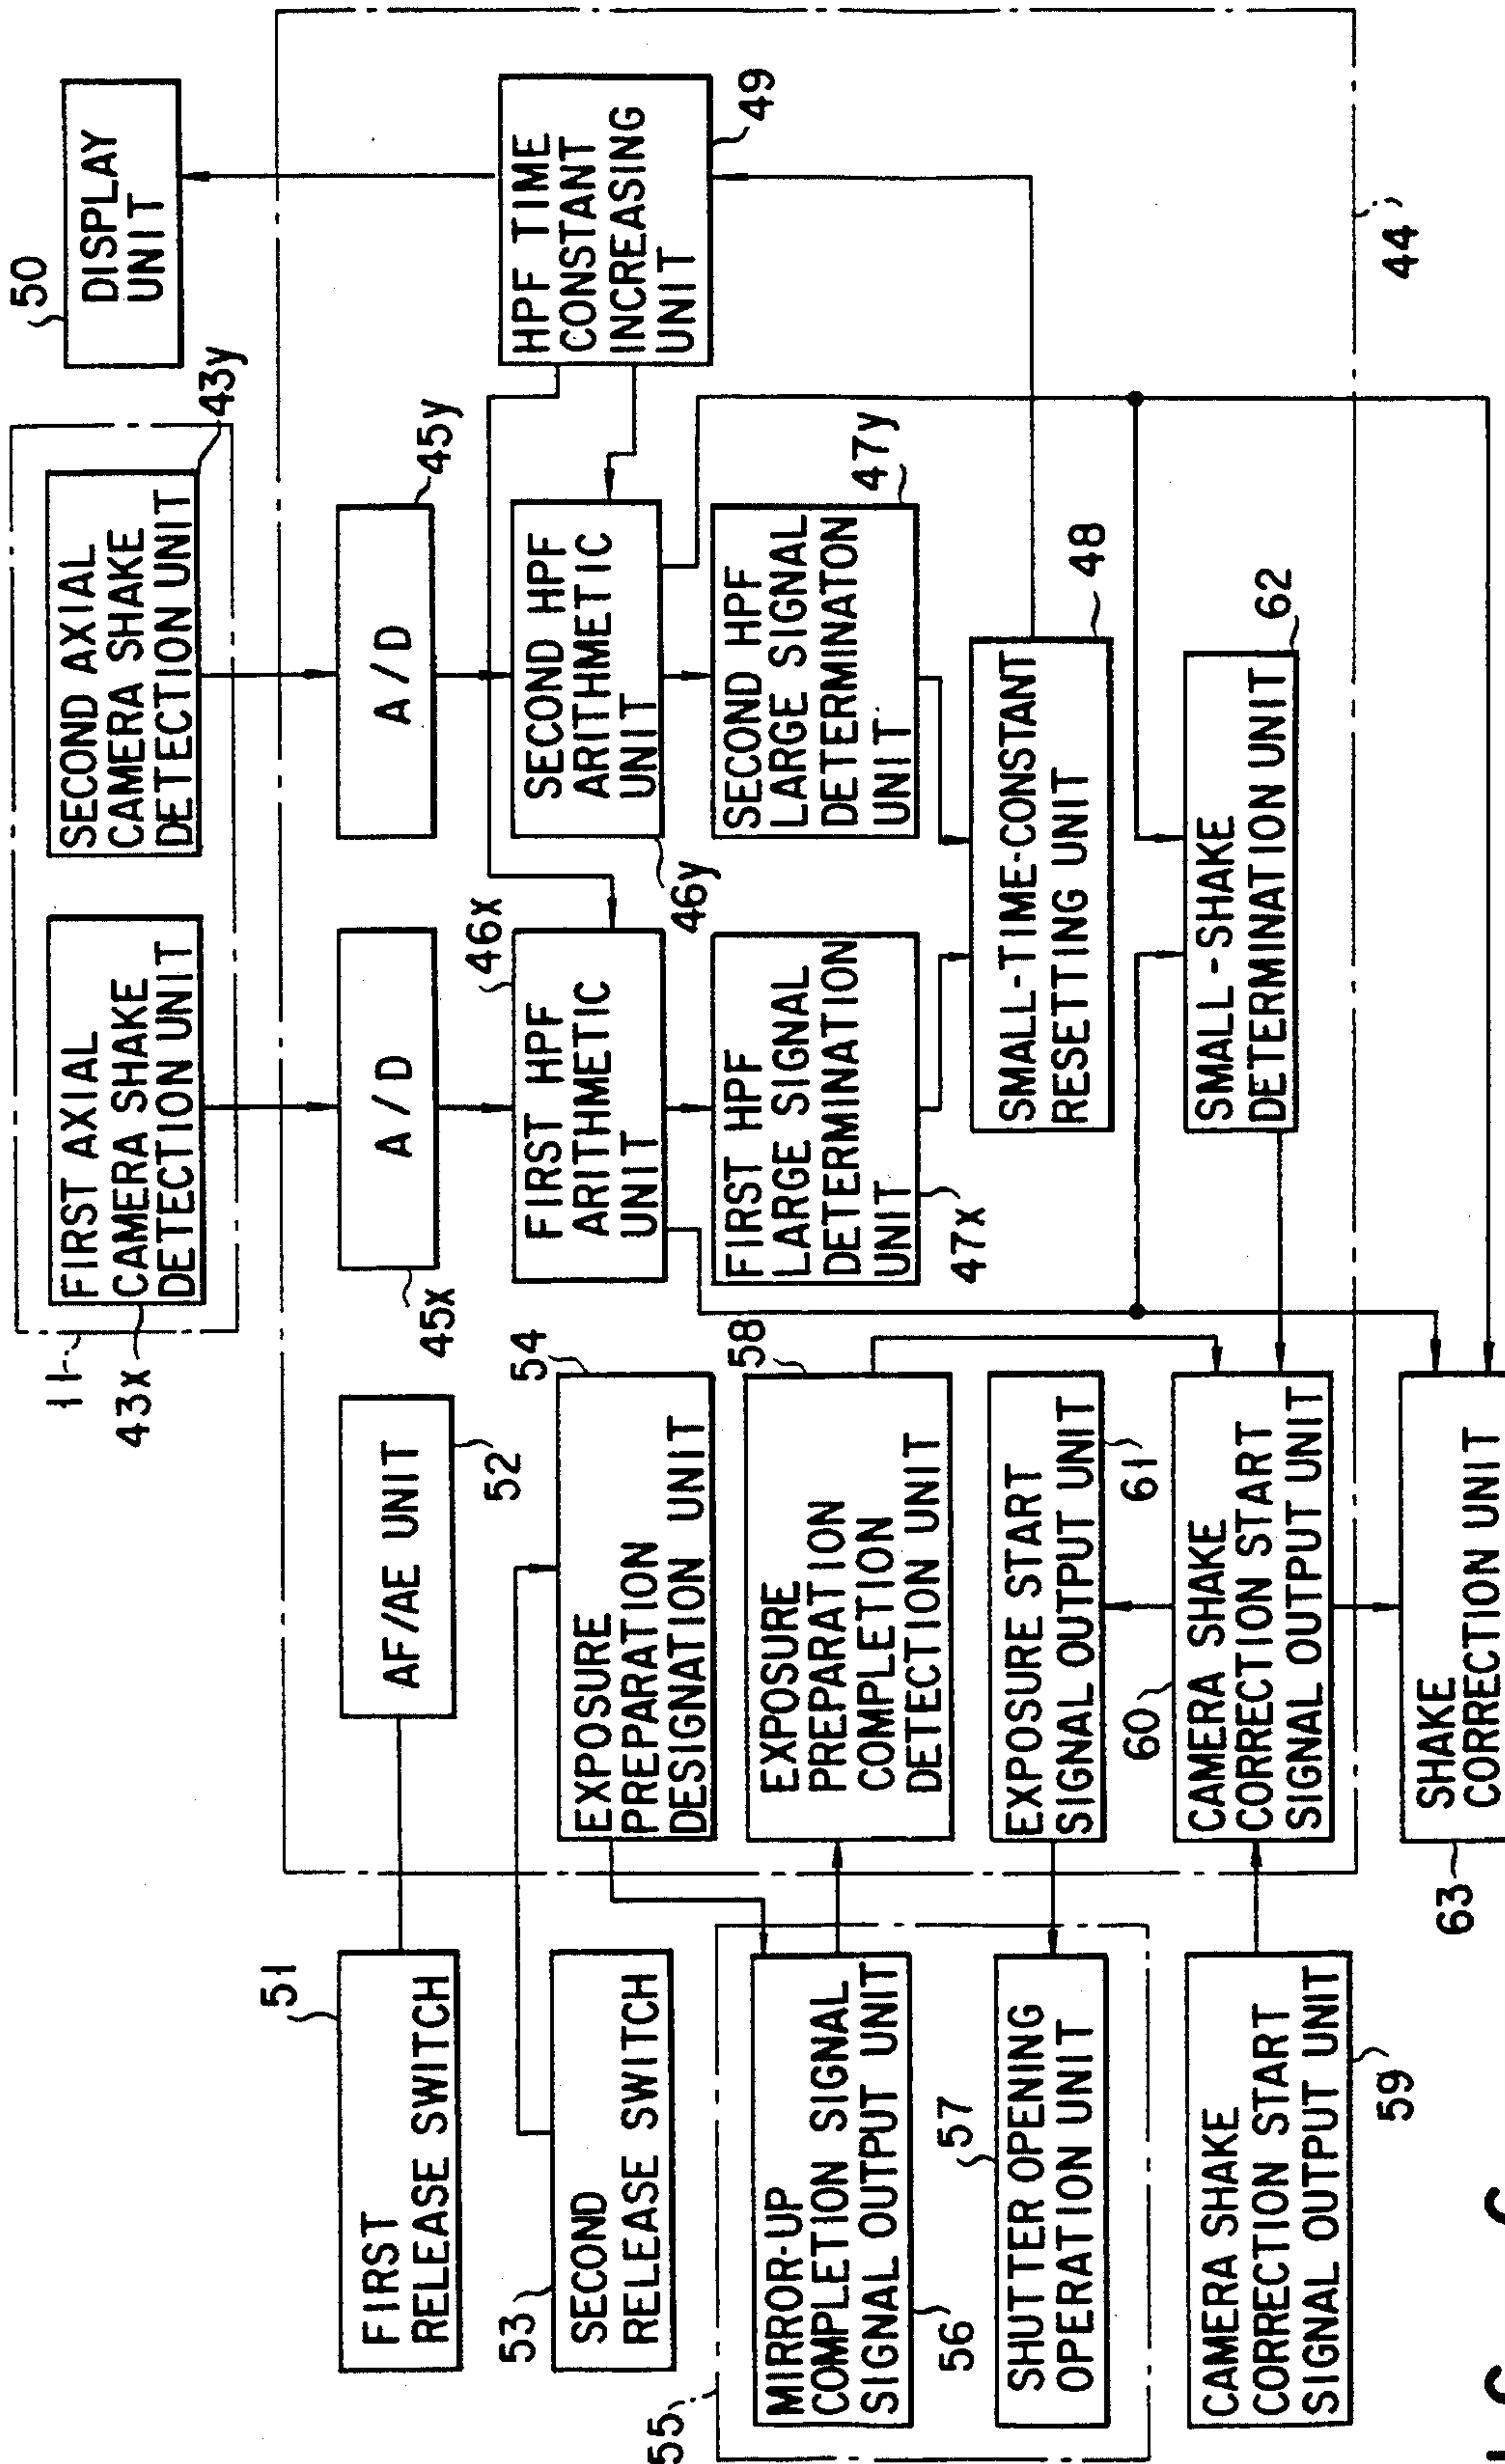 11
43x
FIRST AXIAL
CAMERA SHAKE
DETECTION UNIT
SECOND AXIAL
CAMERA SHAKE
DETECTION UNIT
43y
50
DISPLAY
UNIT
51
FIRST
RELEASE SWITCH
AF/AE UNIT
52
45x
A/D
A/D
45y
53
SECOND
RELEASE SWITCH
54
EXPOSURE
PREPARATION
DESIGNATION UNIT
46x
FIRST HPF
ARITHMETIC
UNIT
46y
SECOND HPF
ARITHMETIC
UNIT
HPF TIME
CONSTANT
INCREASING
UNIT
49
55
MIRROR-UP
COMPLETION SIGNAL
SIGNAL OUTPUT UNIT
56
58
EXPOSURE
PREPARATION
COMPLETION
DETECTION UNIT
FIRST HPF
LARGE SIGNAL
DETERMINATION
UNIT
47x
SECOND HPF
LARGE SIGNAL
DETERMINATON
UNIT
47y
57
SHUTTER OPENING
OPERATION UNIT
EXPOSURE START
SIGNAL OUTPUT UNIT
61
SMALL-TIME-CONSTANT
RESETTING UNIT
48
CAMERA SHAKE
CORRECTION START
SIGNAL OUTPUT UNIT
59
60
CAMERA SHAKE
CORRECTION START
SIGNAL OUTPUT UNIT
SMALL-SHAKE
DETERMINATION UNIT
62
44
63
SHAKE
CORRECTION UNIT